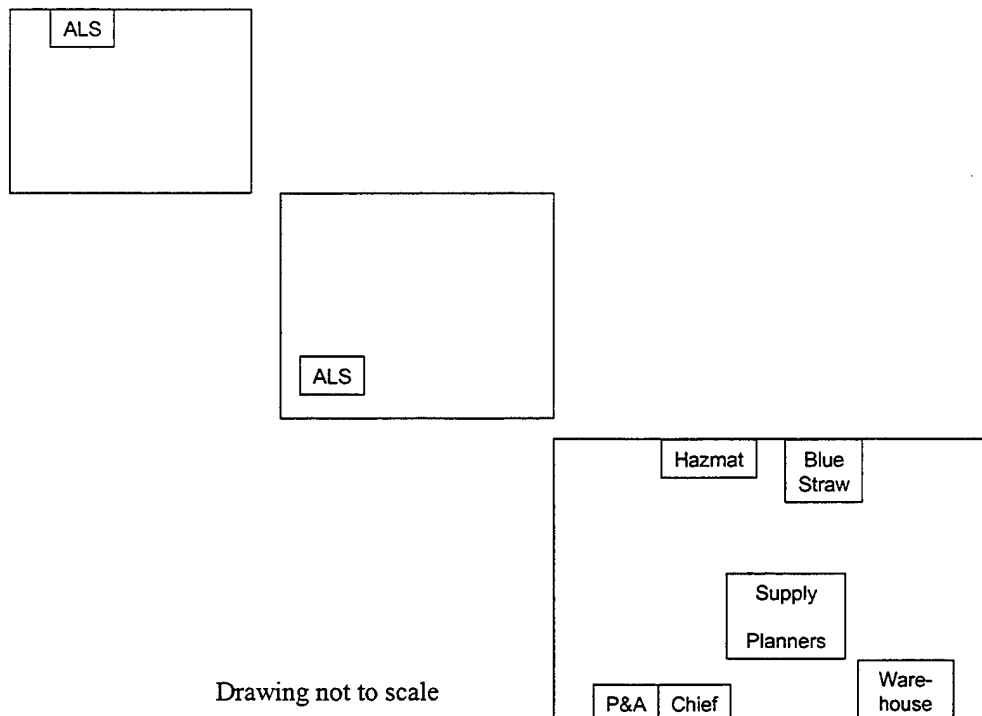 ALS
ALS
Hazmat
Blue
Straw
Supply
Planners
Ware-
house
P&A
Chief
Drawing not to scale